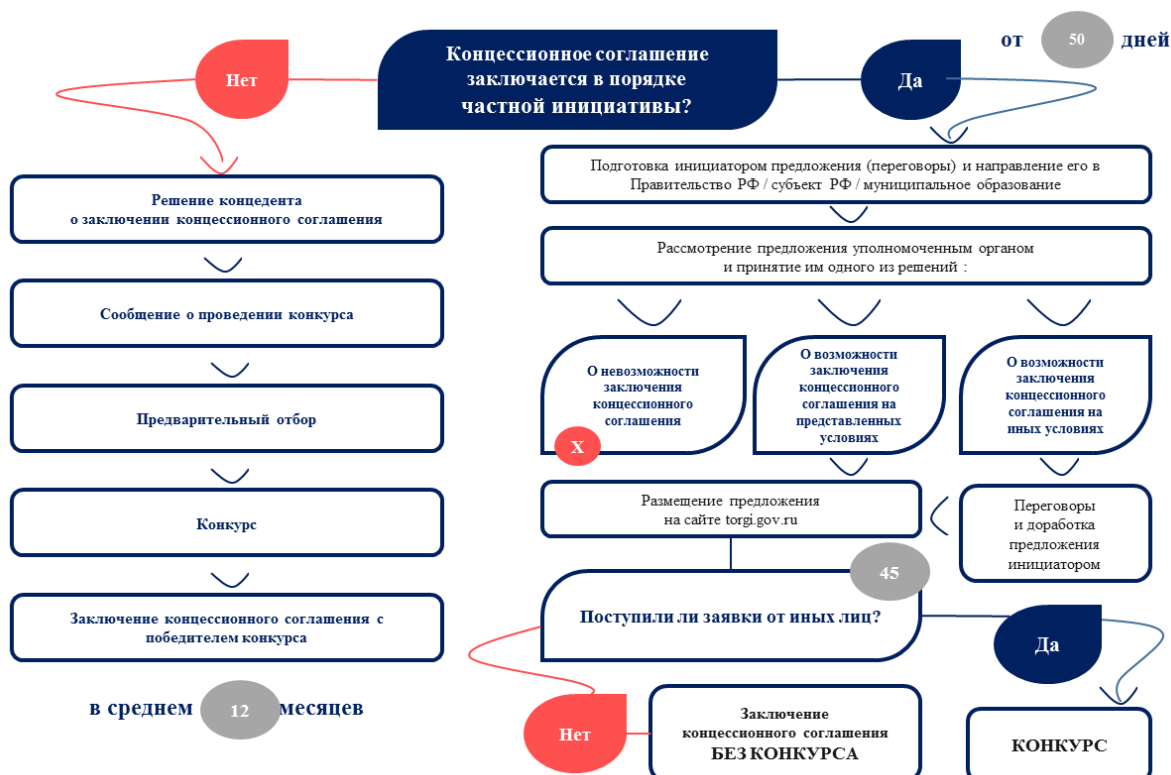 Концессионное соглашение
заключается в порядке
частной инициативы?
Нет
Да
от 50 дней
Решение концедента
о заключении концессионного соглашения
Сообщение о проведении конкурса
Предварительный отбор
Конкурс
Заключение концессионного соглашения с
победителем конкурса
в среднем 12 месяцев
Подготовка инициатором предложения (переговоры) и направление его в
Правительство РФ / субъект РФ / муниципальное образование
Рассмотрение предложения уполномоченным органом
и принятие им одного из решений :
О невозможности
заключения
концессионного
соглашения
X
О возможности
заключения
концессионного
соглашения на
представленных
условиях
О возможности
заключения
концессионного
соглашения на
иных условиях
Размещение предложения
на сайте torgi.gov.ru
Переговоры
и доработка
предложения
инициатором
45
Поступили ли заявки от иных лиц?
Да
Нет
Заключение
концессионного соглашения
БЕЗ КОНКУРСА
КОНКУРС